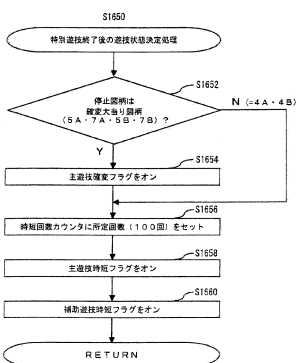 S1650
特別遊技終了後の遊技状態決定処理
S1652
停止図柄は
確変大当り図柄
(5A・7A・5B・7B)?
N (=4A・4B)
Y
S1654
主遊技確変フラグをオン
S1656
時短回数カウンタに所定回数(100回)をセット
S1658
主遊技時短フラグをオン
S1660
補助遊技時短フラグをオン
RETURN